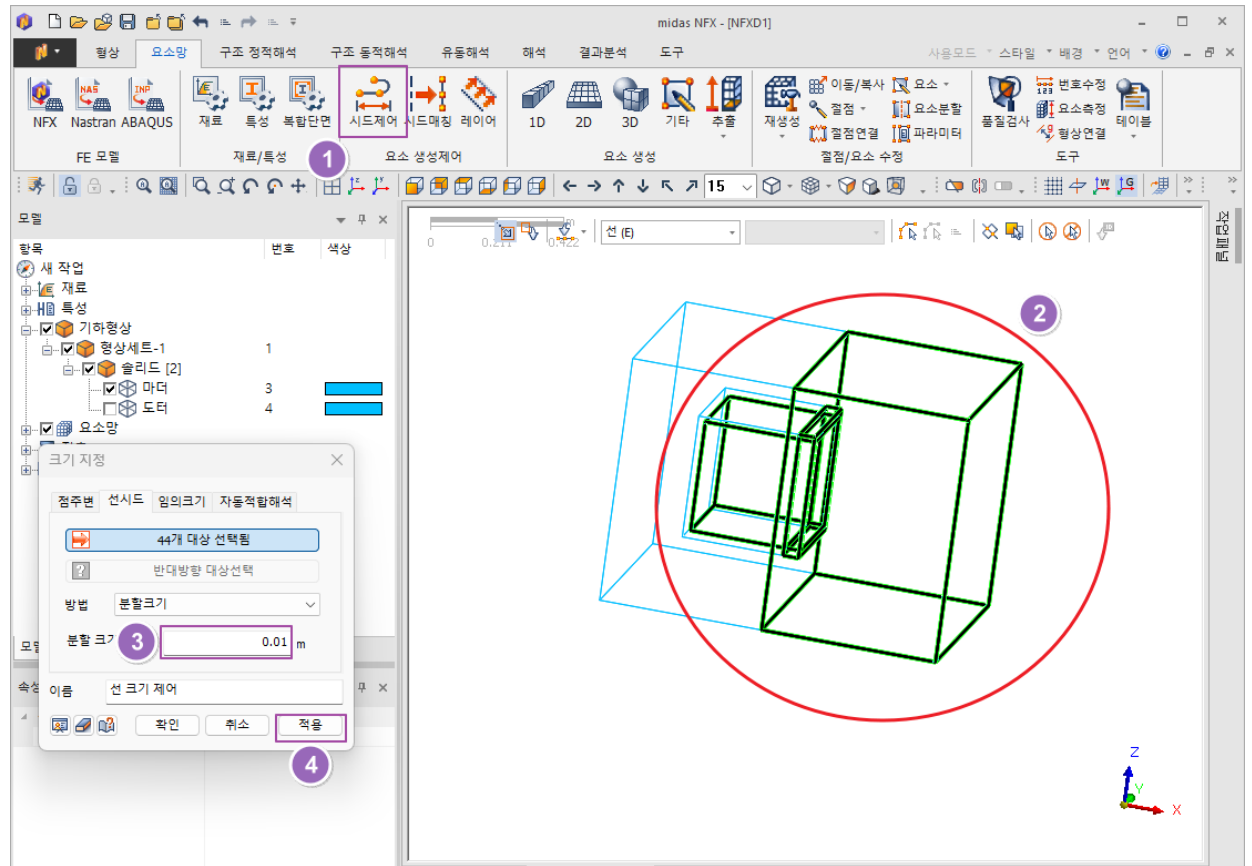 midas NFX - [NFXD1]
형상 요소망 구조 정적해석 구조 동적해석 유동해석 해석 결과분석 도구 사용모드 스타일 배경 언어
NFX Nastran ABAQUS 재료 특성 복합단면 시드제어 시드매칭 레이어 1D 2D 3D 기타 추출 재생성 이동/복사 요소 절점 요소분할 절점연결 파라미터 품질검사 번호수정 요소측정 형상연결 테이블
FE 모델 재료/특성 1 요소 생성제어 요소 생성 절점/요소 수정 도구
15
모델
작업패널
항목 번호 색상
0 0.211 0.422 선 (E)
새 작업
재료
특성
기하형상
형상세트-1 1
솔리드 [2]
마더 3
도터 4
요소망
2
크기 지정
점주변 선시드 임의크기 자동적합해석
44개 대상 선택됨
반대방향 대상선택
방법 분할크기
분할 크기 3 0.01 m
이름 선 크기 제어
확인 취소 적용
4
Z
Y
X